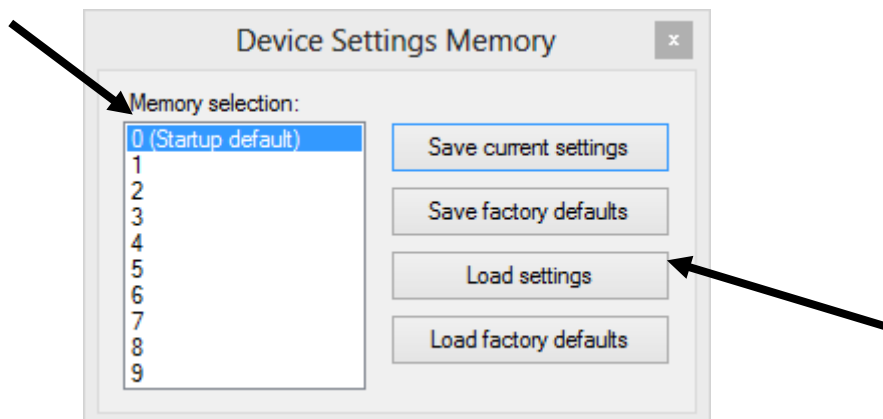 Device Settings Memory
x
Memory selection:
0 (Startup default)
1
2
3
4
5
6
7
8
9
Save current settings
Save factory defaults
Load settings
Load factory defaults